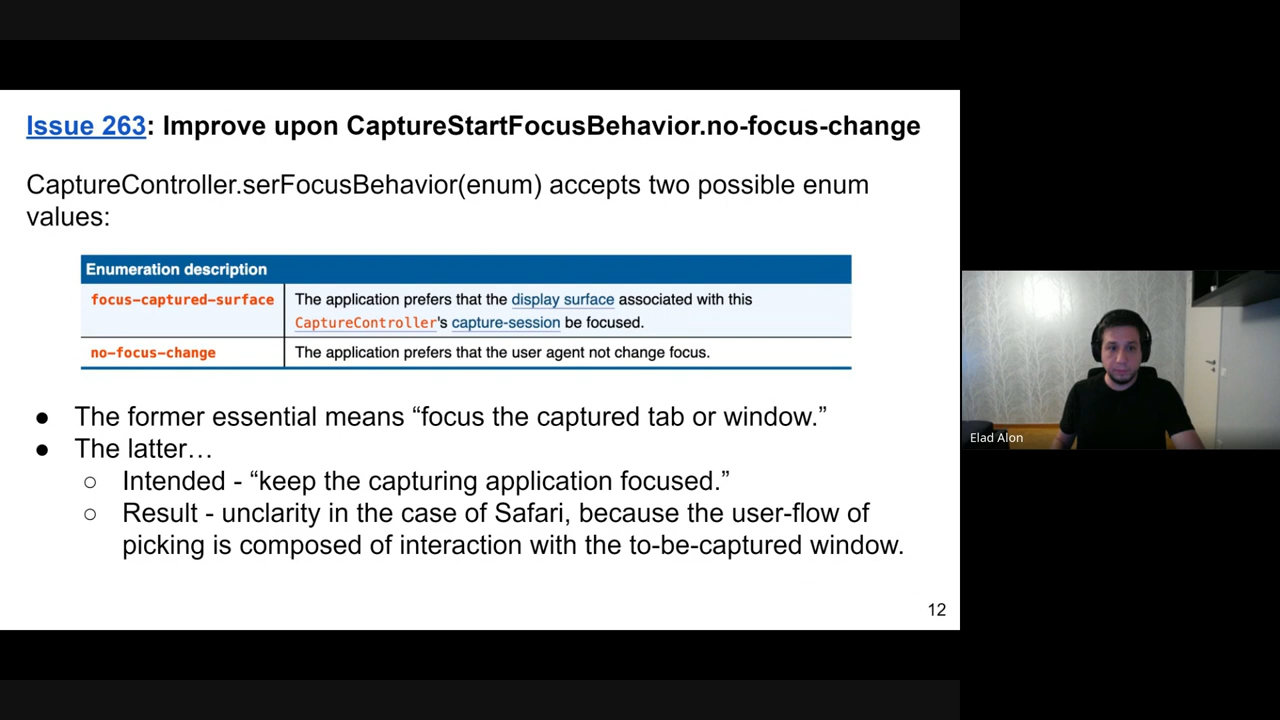 Issue 263: Improve upon CaptureStartFocusBehavior.no-focus-change
CaptureController.serFocusBehavior(enum) accepts two possible enum
values:
Enumeration description
focus-captured-surface The application prefers that the display surface associated with this
CaptureController's capture-session be focused.
no-focus-change The application prefers that the user agent not change focus.
● The former essential means “focus the captured tab or window.”
● The latter…
○ Intended - “keep the capturing application focused.”
○ Result - unclarity in the case of Safari, because the user-flow of
picking is composed of interaction with the to-be-captured window.
12
Elad Alon